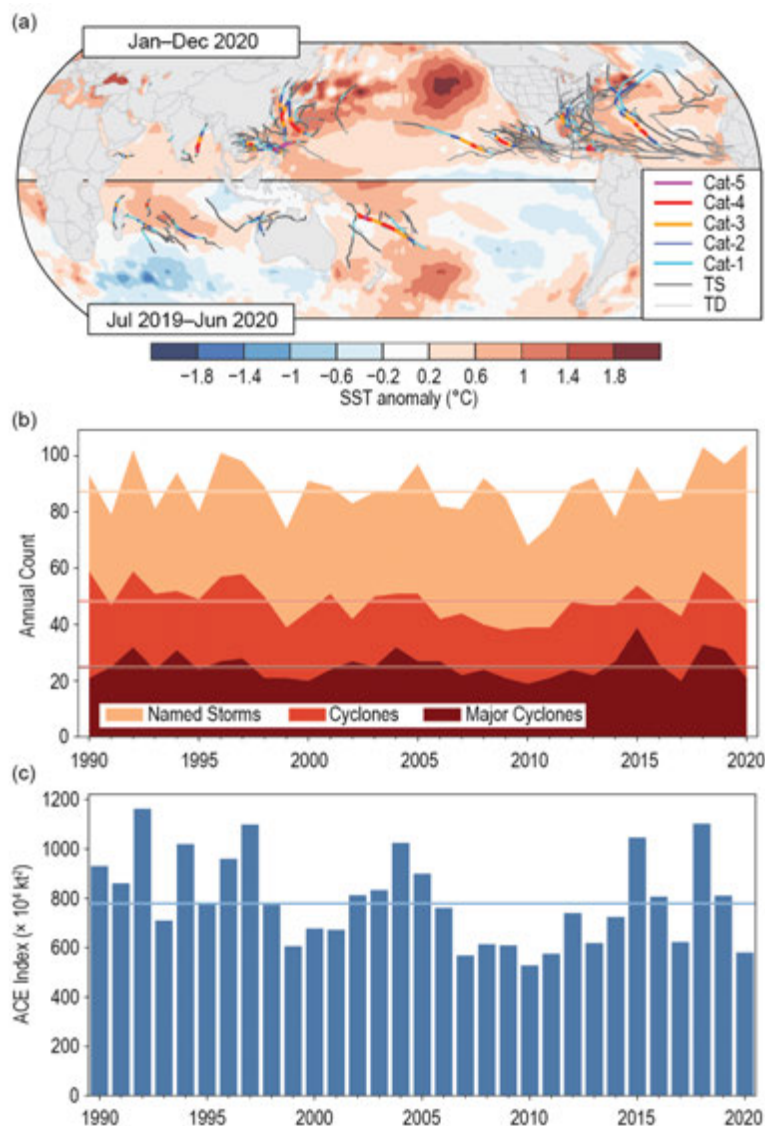 (a)
Jan–Dec 2020
Cat-5
Cat-4
Cat-3
Cat-2
Cat-1
TS
TD
Jul 2019–Jun 2020
−1.8 −1.4 −1 −0.6 −0.2 0.2 0.6 1 1.4 1.8
SST anomaly (°C)
(b)
100
80
60
40
20
0
Annual Count
Named Storms Cyclones Major Cyclones
1990 1995 2000 2005 2010 2015 2020
(c)
1200
1000
800
600
400
200
0
ACE Index (× 10⁴ kt²)
1990 1995 2000 2005 2010 2015 2020